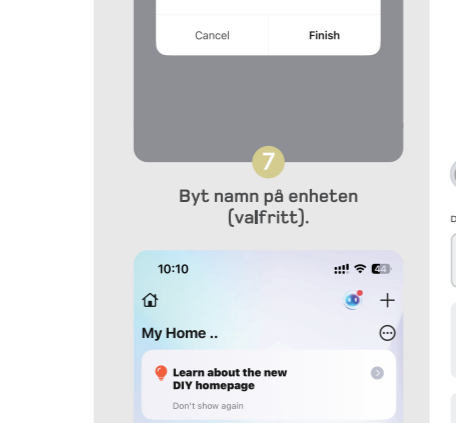 Cancel Finish
7
Byt namn på enheten
(valfritt).
10:10 44
My Home ..
Learn about the new
DIY homepage
Don't show again